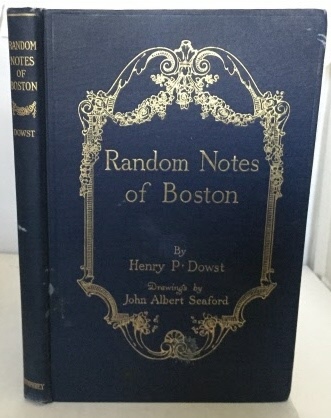 RANDOM
NOTES
OF
BOSTON
DOWST
Random Notes
of Boston
By
Henry P. Dowst
Drawings by
John Albert Seaford